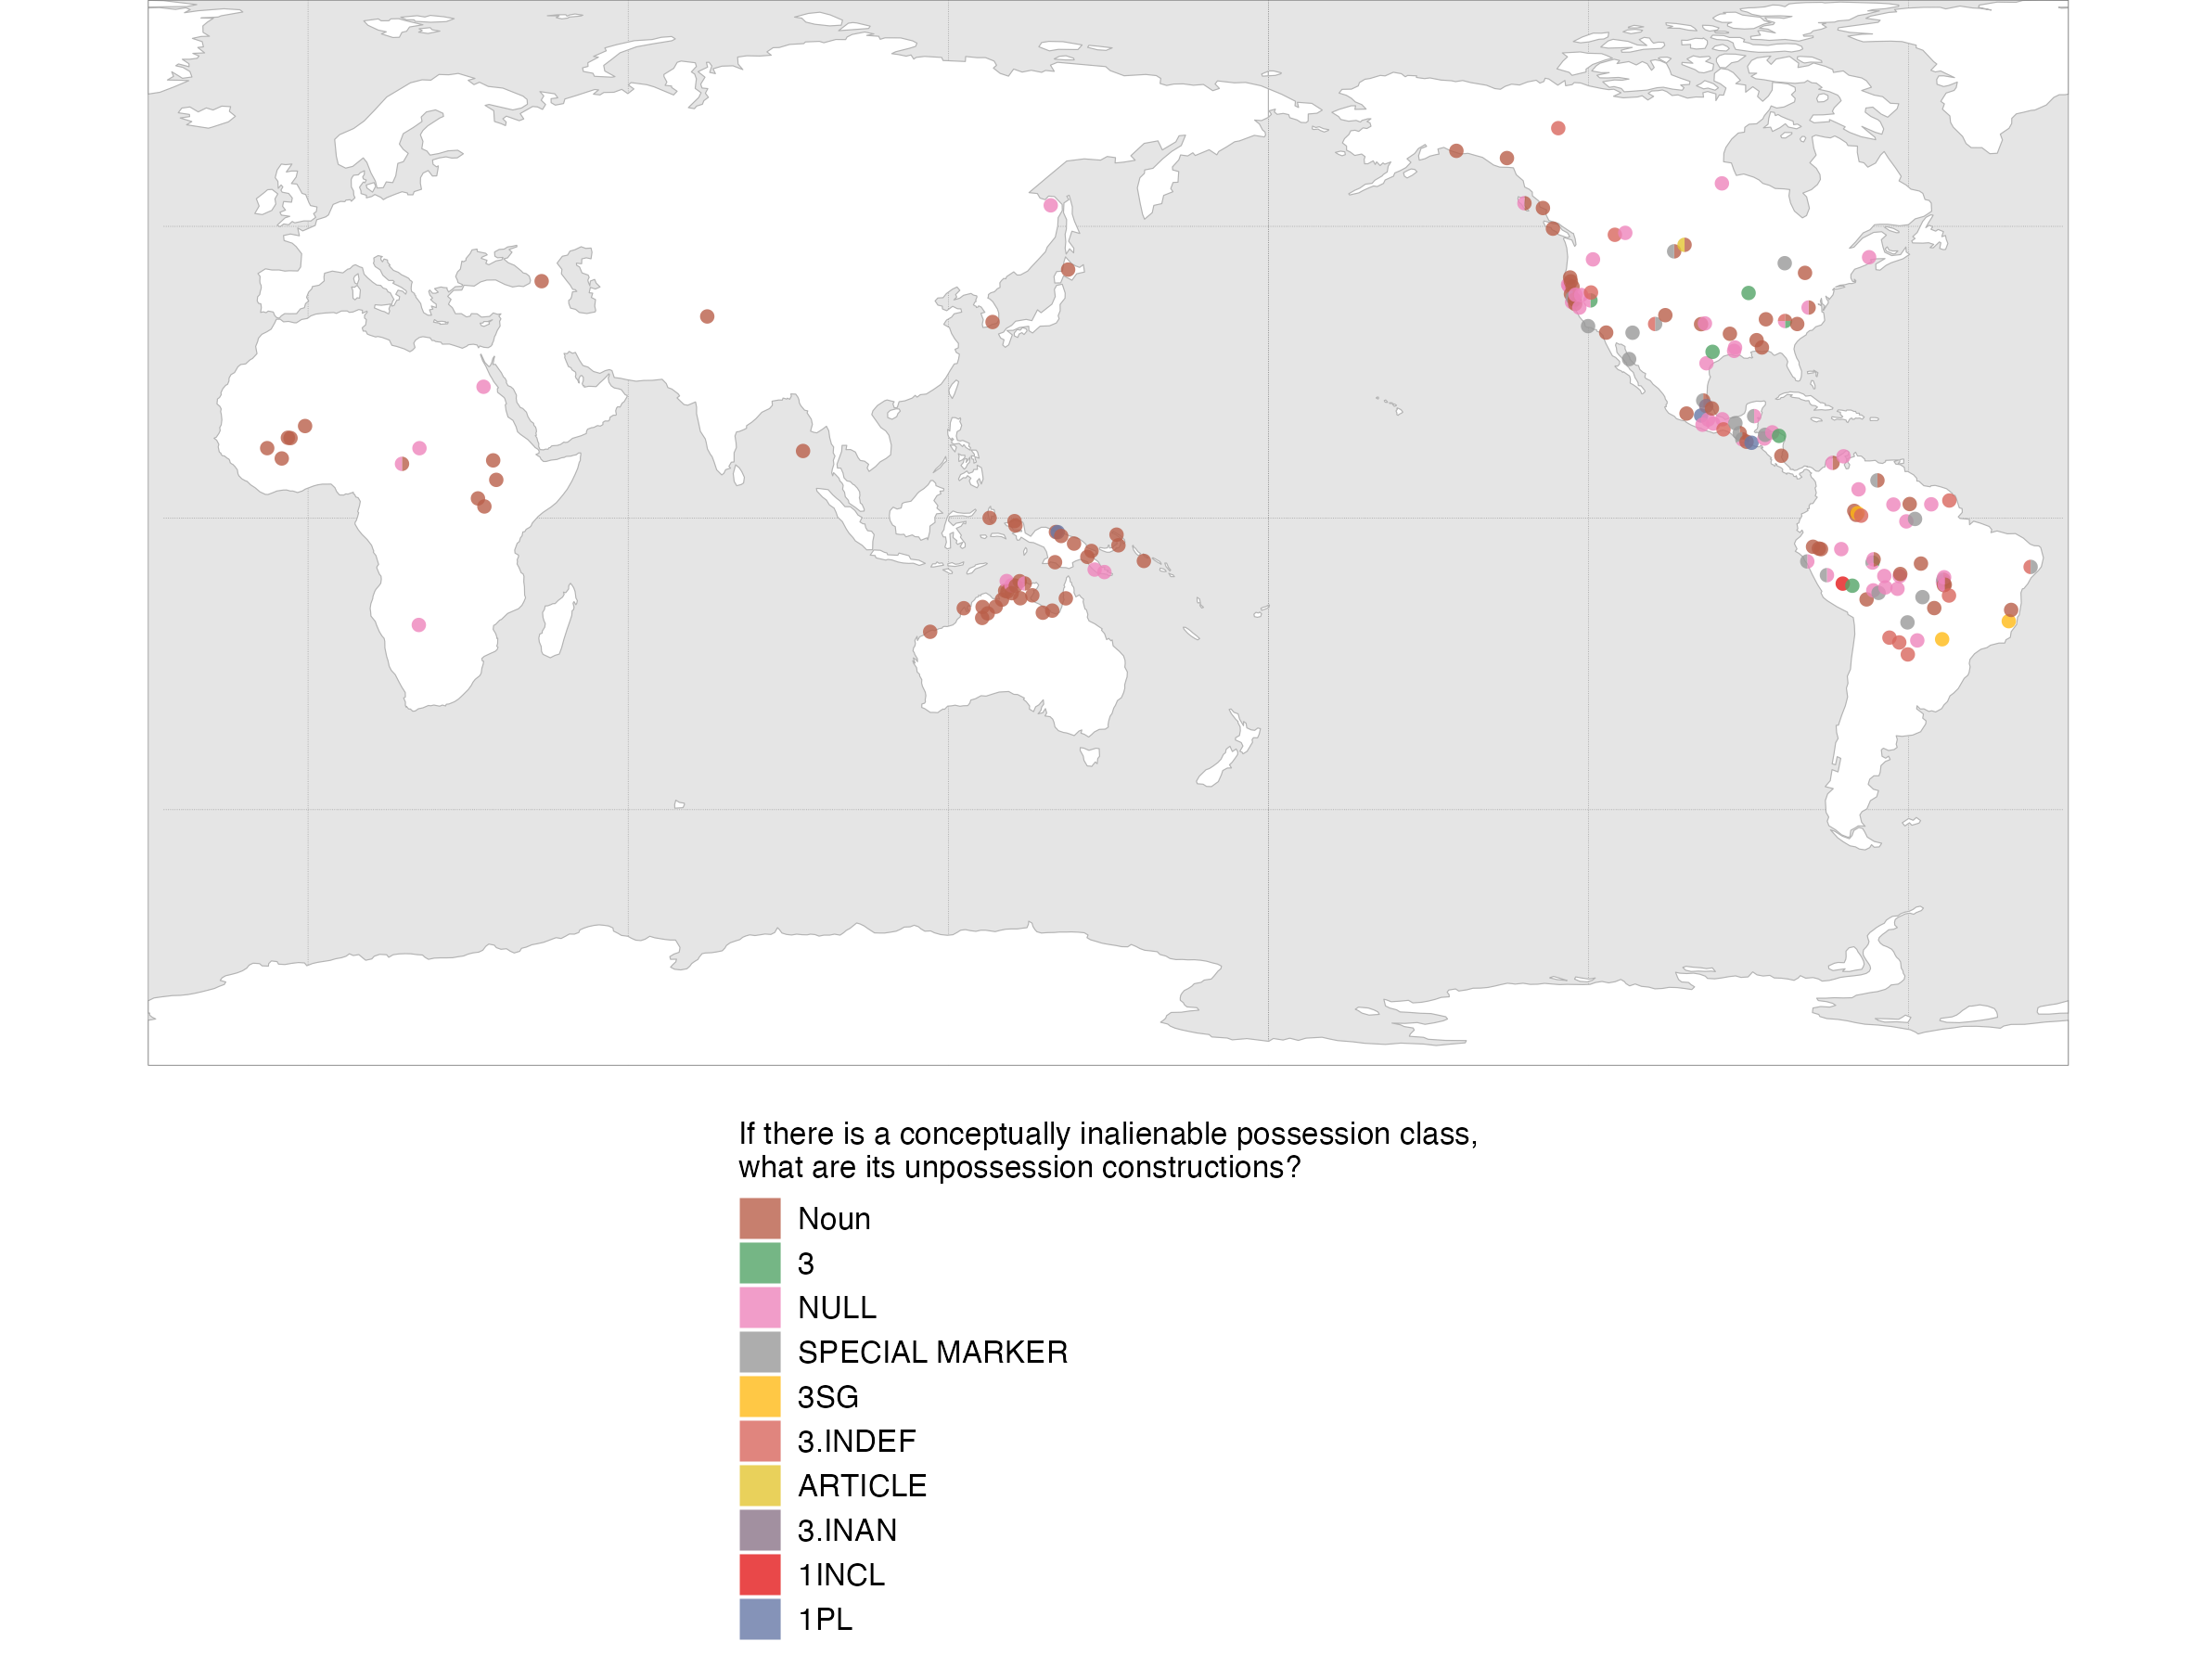 If there is a conceptually inalienable possession class,
what are its unpossession constructions?
Noun
3
NULL
SPECIAL MARKER
3SG
3.INDEF
ARTICLE
3.INAN
1INCL
1PL